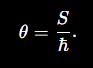 θ = S/ħ.